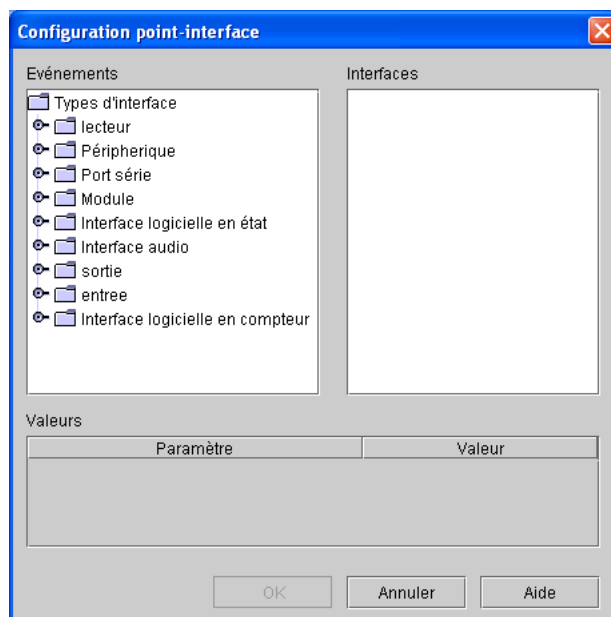 Configuration point-interface
Evénements
Interfaces
Types d'interface
lecteur
Péripherique
Port série
Module
Interface logicielle en état
Interface audio
sortie
entree
Interface logicielle en compteur
Valeurs
Paramètre
Valeur
OK
Annuler
Aide